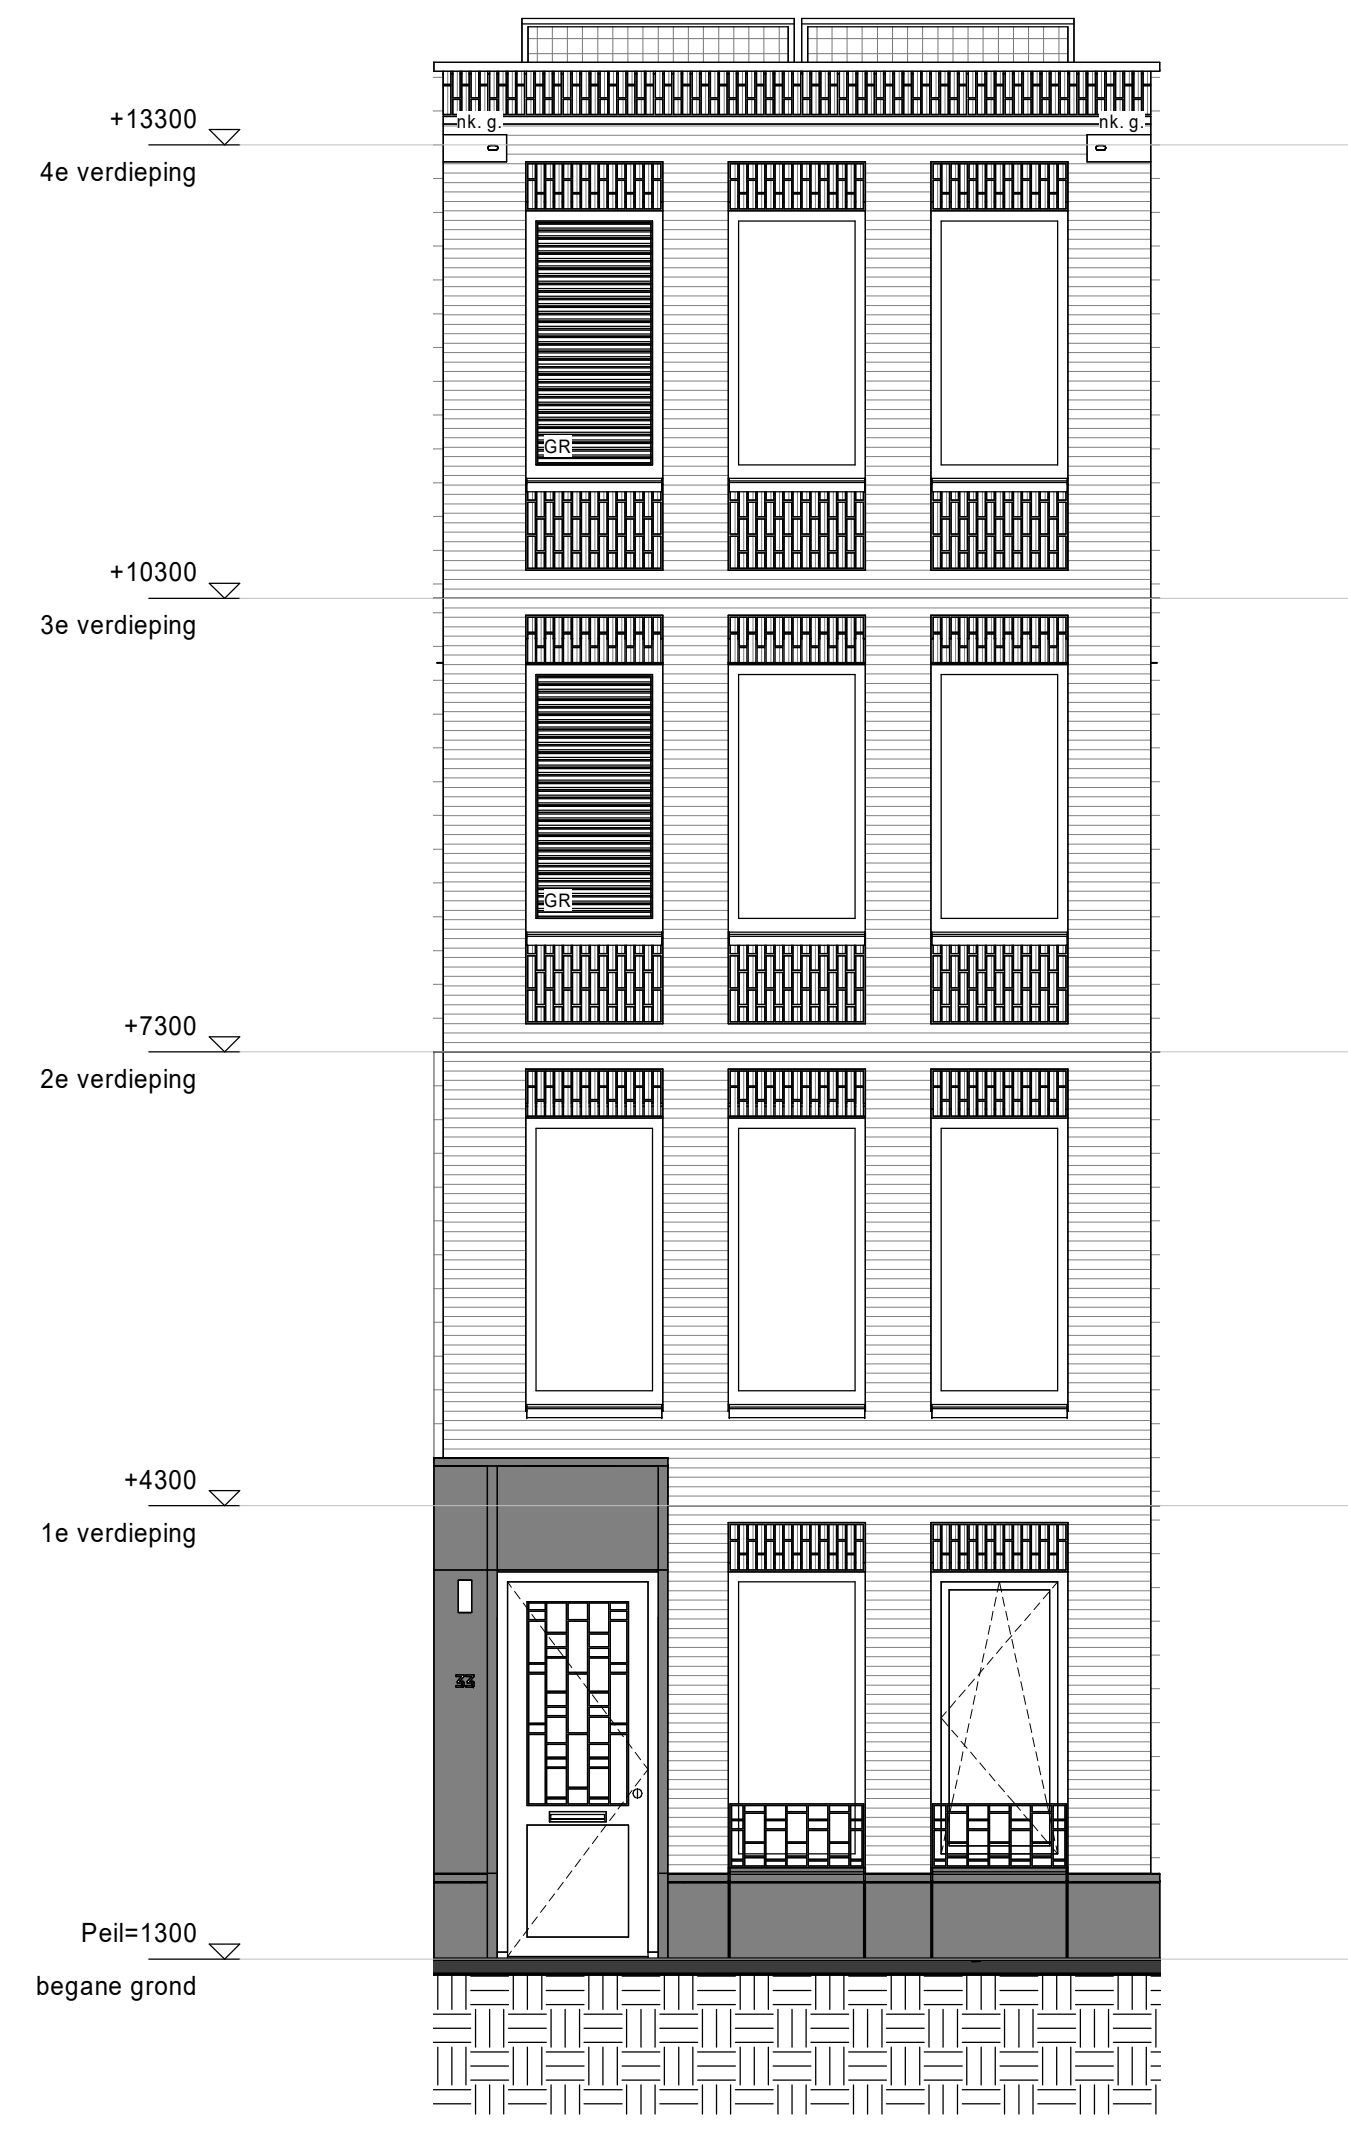 +13300
4e verdieping
nk. g.
nk. g.
GR
+10300
3e verdieping
GR
+7300
2e verdieping
+4300
1e verdieping
33
Peil=1300
begane grond